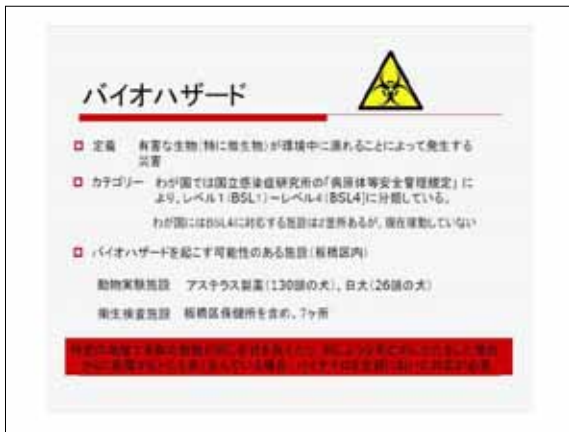 バイオハザード
定義 有害な生物(特に微生物)が環境中に漏れることによって発生する
災害
カテゴリー わが国では国立感染症研究所の「病原体等安全管理規定」に
より、レベル1(BSL1)~レベル4(BSL4)に分類している。
わが国にはBSL4に対応する施設は2箇所あるが、現在稼動していない
バイオハザードを起こす可能性のある施設(板橋区内)
動物実験施設 アステラス製薬(130頭の犬)、日大(26頭の犬)
衛生検査施設 板橋区保健所を含め、7ヶ所